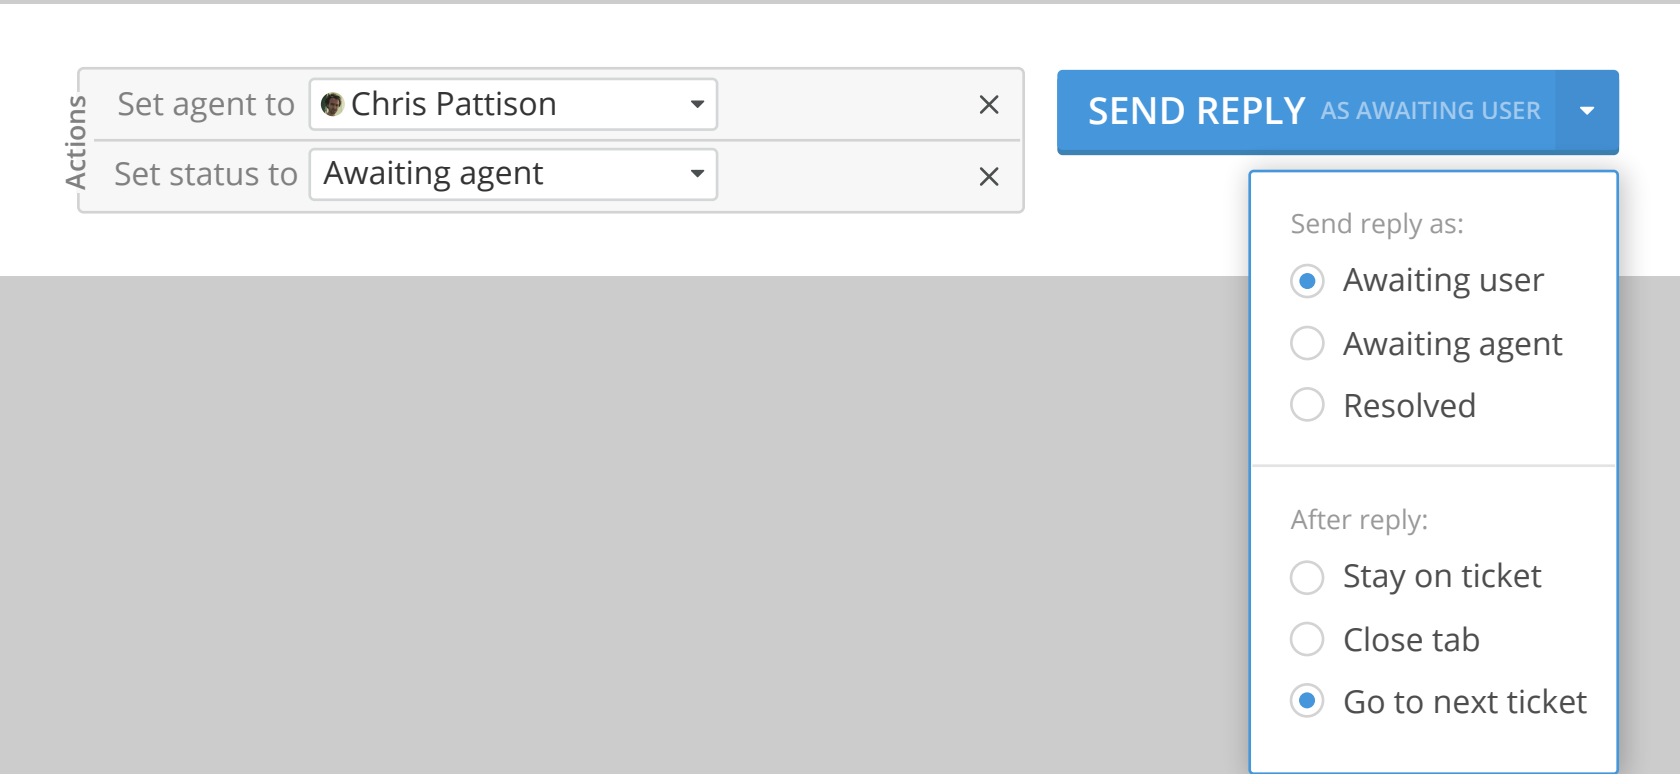 Actions
Set agent to Chris Pattison
Set status to Awaiting agent
SEND REPLY AS AWAITING USER
Send reply as:
Awaiting user
Awaiting agent
Resolved
After reply:
Stay on ticket
Close tab
Go to next ticket